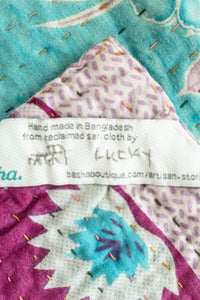 Hand made in Bangladesh
from reclaimed sari cloth by
LUCKY
ha.
bashaboutique.com/artisan-stori